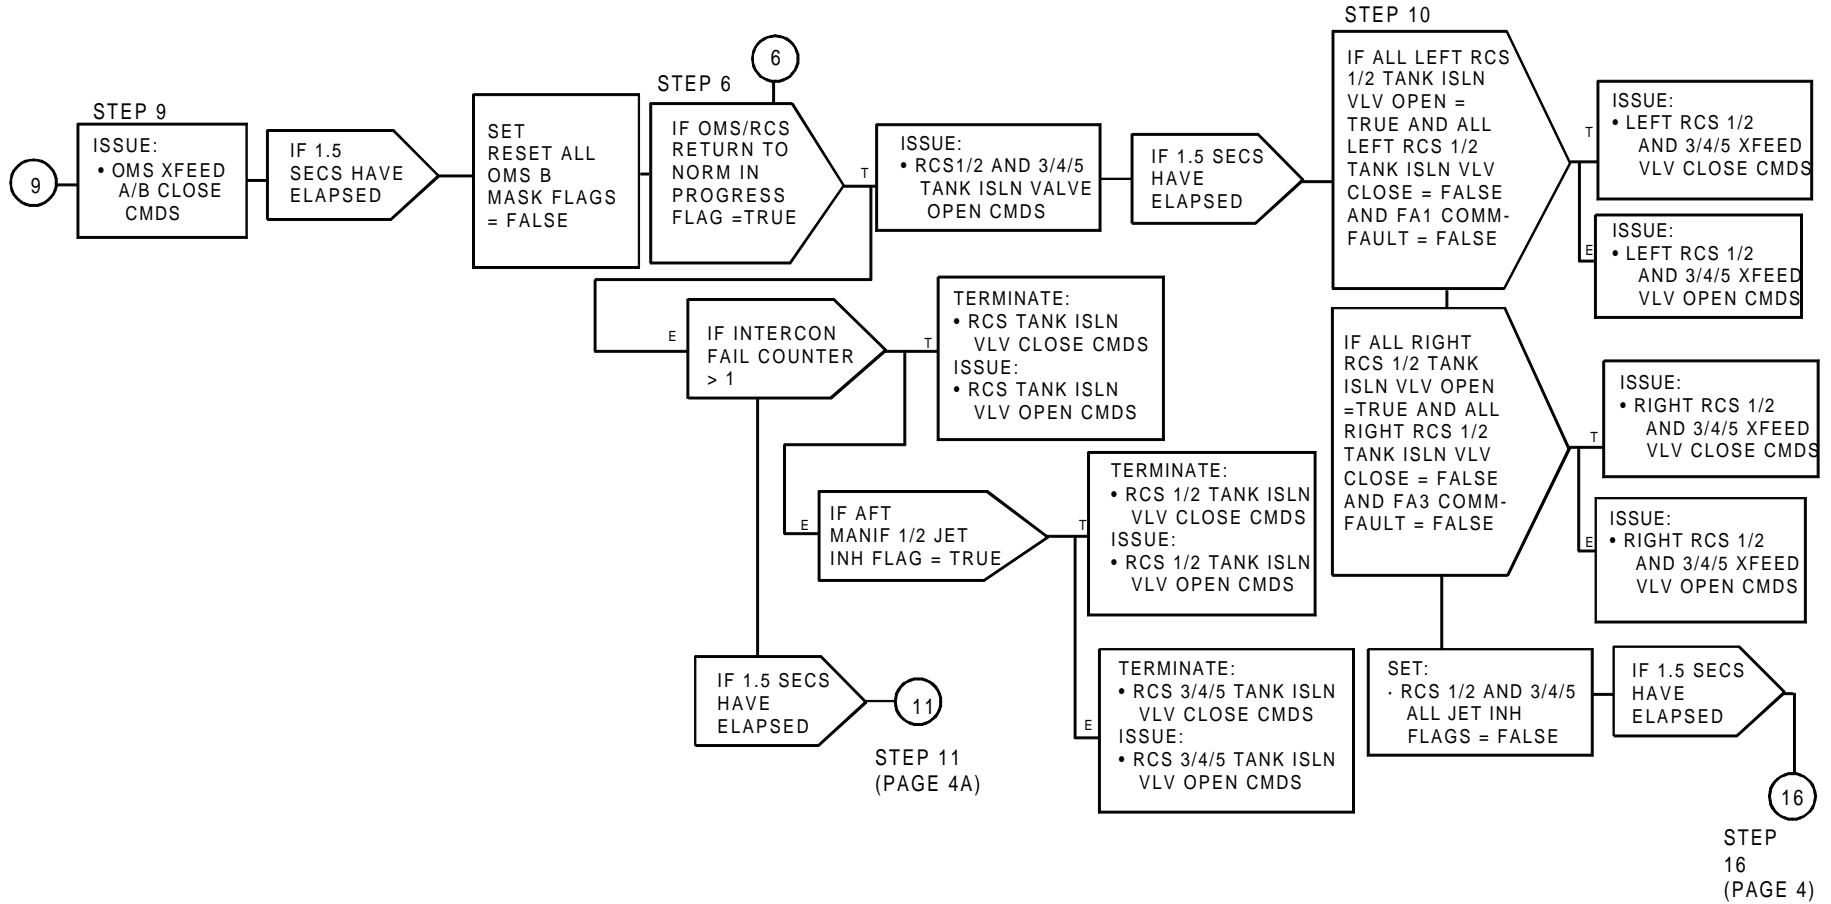 9
STEP 9
ISSUE:
• OMS XFEED
A/B CLOSE
CMDS
IF 1.5
SECS HAVE
ELAPSED
SET
RESET ALL
OMS B
MASK FLAGS
= FALSE
6
STEP 6
IF OMS/RCS
RETURN TO
NORM IN
PROGRESS
FLAG =TRUE
T
ISSUE:
• RCS1/2 AND 3/4/5
TANK ISLN VALVE
OPEN CMDS
IF 1.5 SECS
HAVE
ELAPSED
STEP 10
IF ALL LEFT RCS
1/2 TANK ISLN
VLV OPEN =
TRUE AND ALL
LEFT RCS 1/2
TANK ISLN VLV
CLOSE = FALSE
AND FA1 COMM-
FAULT = FALSE
T
ISSUE:
• LEFT RCS 1/2
AND 3/4/5 XFEED
VLV CLOSE CMDS
E
ISSUE:
• LEFT RCS 1/2
AND 3/4/5 XFEED
VLV OPEN CMDS
E
IF INTERCON
FAIL COUNTER
> 1
T
TERMINATE:
• RCS TANK ISLN
VLV CLOSE CMDS
ISSUE:
• RCS TANK ISLN
VLV OPEN CMDS
IF ALL RIGHT
RCS 1/2 TANK
ISLN VLV OPEN
=TRUE AND ALL
RIGHT RCS 1/2
TANK ISLN VLV
CLOSE = FALSE
AND FA3 COMM-
FAULT = FALSE
T
ISSUE:
• RIGHT RCS 1/2
AND 3/4/5 XFEED
VLV CLOSE CMDS
E
ISSUE:
• RIGHT RCS 1/2
AND 3/4/5 XFEED
VLV OPEN CMDS
E
IF AFT
MANIF 1/2 JET
INH FLAG = TRUE
T
TERMINATE:
• RCS 1/2 TANK ISLN
VLV CLOSE CMDS
ISSUE:
• RCS 1/2 TANK ISLN
VLV OPEN CMDS
E
TERMINATE:
• RCS 3/4/5 TANK ISLN
VLV CLOSE CMDS
ISSUE:
• RCS 3/4/5 TANK ISLN
VLV OPEN CMDS
IF 1.5 SECS
HAVE
ELAPSED
11
STEP 11
(PAGE 4A)
SET:
· RCS 1/2 AND 3/4/5
ALL JET INH
FLAGS = FALSE
IF 1.5 SECS
HAVE
ELAPSED
16
STEP
16
(PAGE 4)